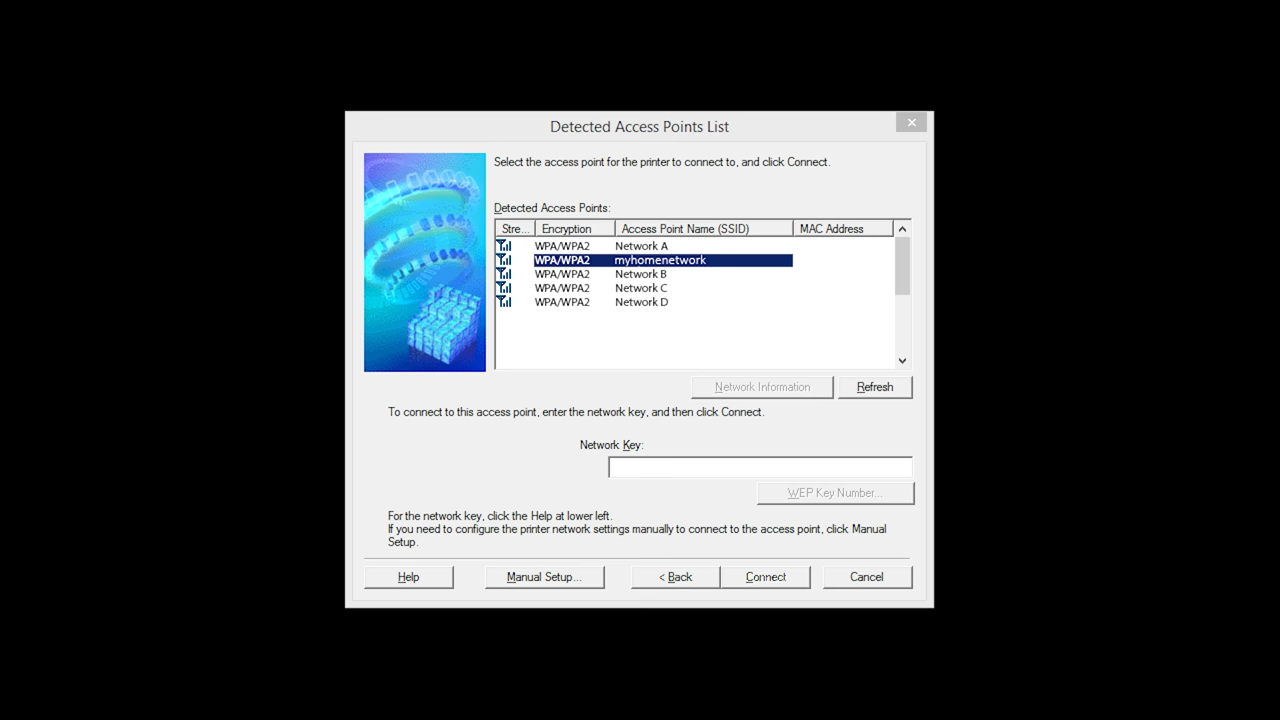 Detected Access Points List
Select the access point for the printer to connect to, and click Connect.
Detected Access Points:
Stre... Encryption Access Point Name (SSID) MAC Address
WPA/WPA2 Network A
WPA/WPA2 myhomenetwork
WPA/WPA2 Network B
WPA/WPA2 Network C
WPA/WPA2 Network D
Network Information Refresh
To connect to this access point, enter the network key, and then click Connect.
Network Key:
WEP Key Number...
For the network key, click the Help at lower left.
If you need to configure the printer network settings manually to connect to the access point, click Manual
Setup.
Help Manual Setup... < Back Connect Cancel